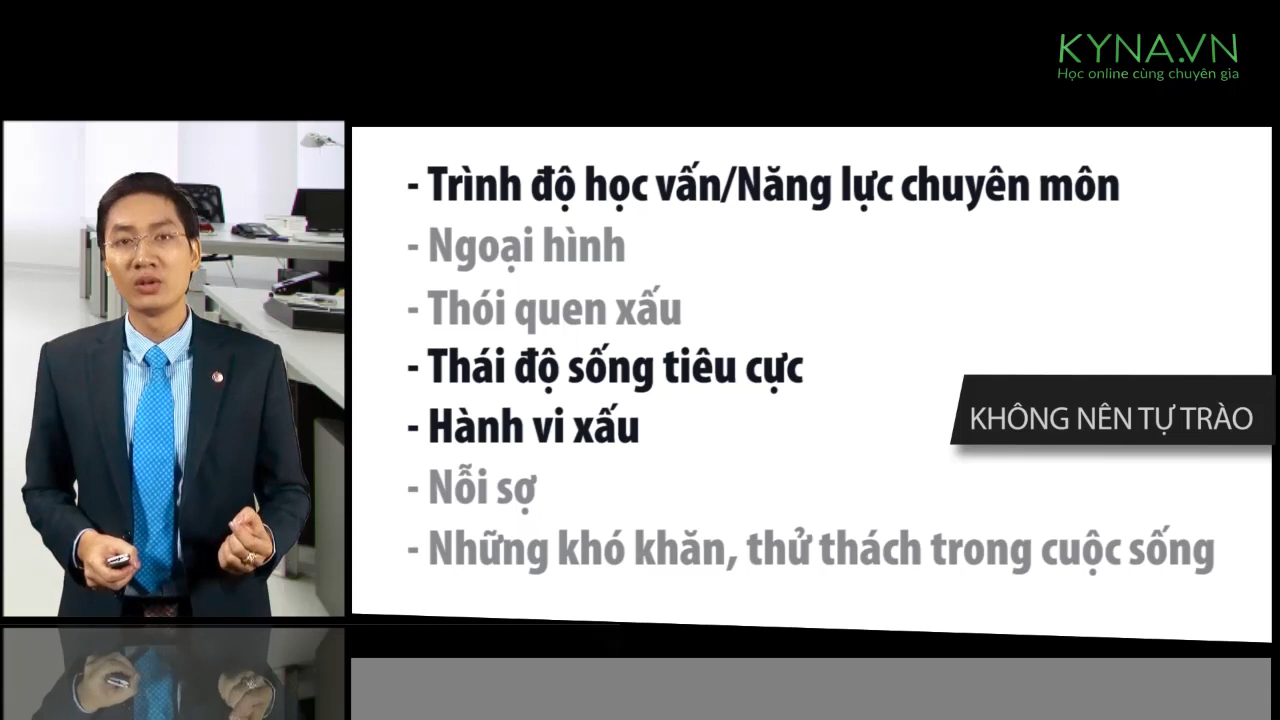 KYNA.VN
Học online cùng chuyên gia
- Trình độ học vấn/Năng lực chuyên môn
- Ngoại hình
- Thói quen xấu
- Thái độ sống tiêu cực
- Hành vi xấu
KHÔNG NÊN TỰ TRÀO
- Nỗi sợ
- Những khó khăn, thử thách trong cuộc sống